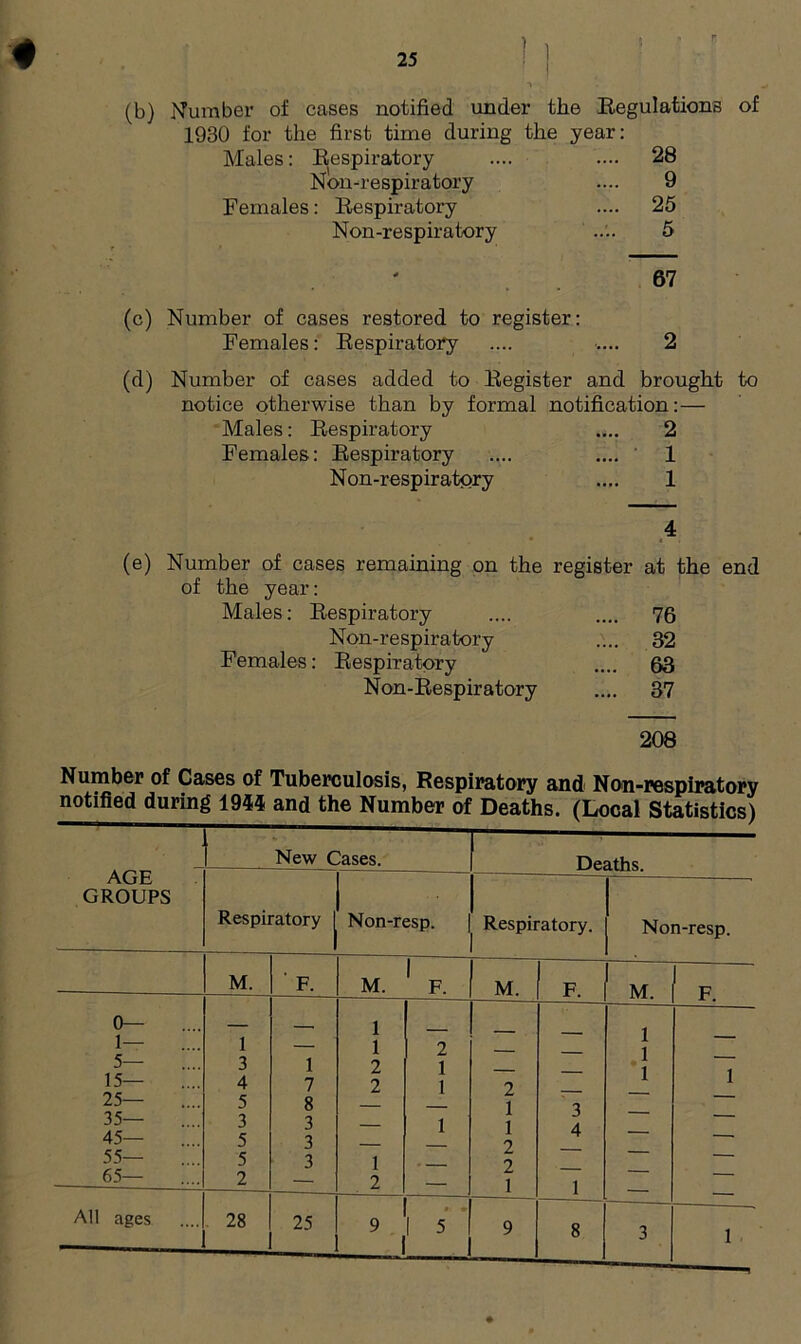 25
(b) Number of cases notified under the Regulations of
1930 for the first time during the year:
Males: Respiratory .... .... 28
Non-respiratory .... 9
Females: Respiratory .... 25
Non-respiratory .... 5
67
(c) Number of cases restored to register:
Females: Respiratory .... .... 2
(d) Number of cases added to Register and brought to
notice otherwise than by formal notification:—
Males: Respiratory .... 2
Females: Respiratory .... .... 1
Non-respiratory .... 1
4
(e) Number of cases remaining on the register at the end
of the year:
Males: Respiratory .... .... 76
Non-respiratory .... 32
Females: Respiratory .... 63
Non-Respiratory .... 37
208
Number of Cases of Tuberculosis, Respiratory and Non-respiratory
notified during 1944 and the Number of Deaths. (Local Statistics)
AGE GROUPS New Cases. Deaths.
Respiratory Non-resp. Respiratory. Non-resp.
M. F. M. F. M. F. M. F.
0— .... — — 1 — — — 1 —
1— .... 1 — 1 2 — — 1 —
5— .... 3 1 2 1 — — 1 1
15— .... 4 7 2 1 2 — — —
25— .... 5 8 — — 1 3 — —
35— .... 3 3 — 1 1 4 — —
45— .... 5 3 — — 2 — — —
55— .... 5 3 1 — 2 — — —
65— .... 2 — 2 — 1 1 — —
All ages .... 28 25 9 5 9 8 3 1